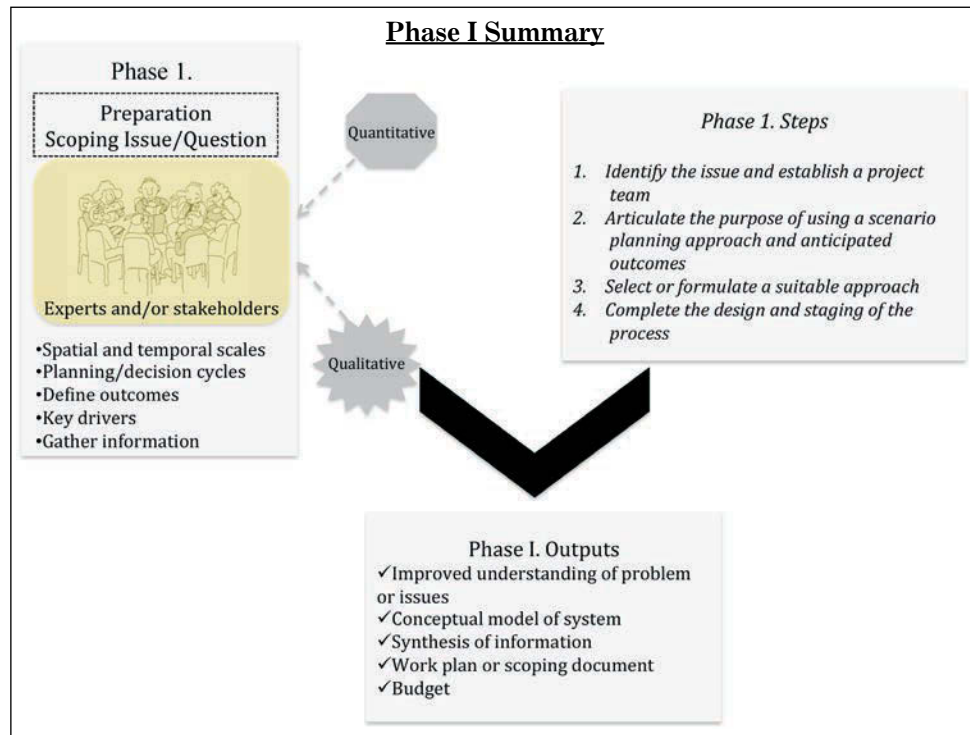 Phase I Summary
Phase 1.
Preparation
Scoping Issue/Question
Experts and/or stakeholders
•Spatial and temporal scales
•Planning/decision cycles
•Define outcomes
•Key drivers
•Gather information
Quantitative
Qualitative
Phase 1. Steps
1. Identify the issue and establish a project
team
2. Articulate the purpose of using a scenario
planning approach and anticipated
outcomes
3. Select or formulate a suitable approach
4. Complete the design and staging of the
process
Phase I. Outputs
✓Improved understanding of problem
or issues
✓Conceptual model of system
✓Synthesis of information
✓Work plan or scoping document
✓Budget